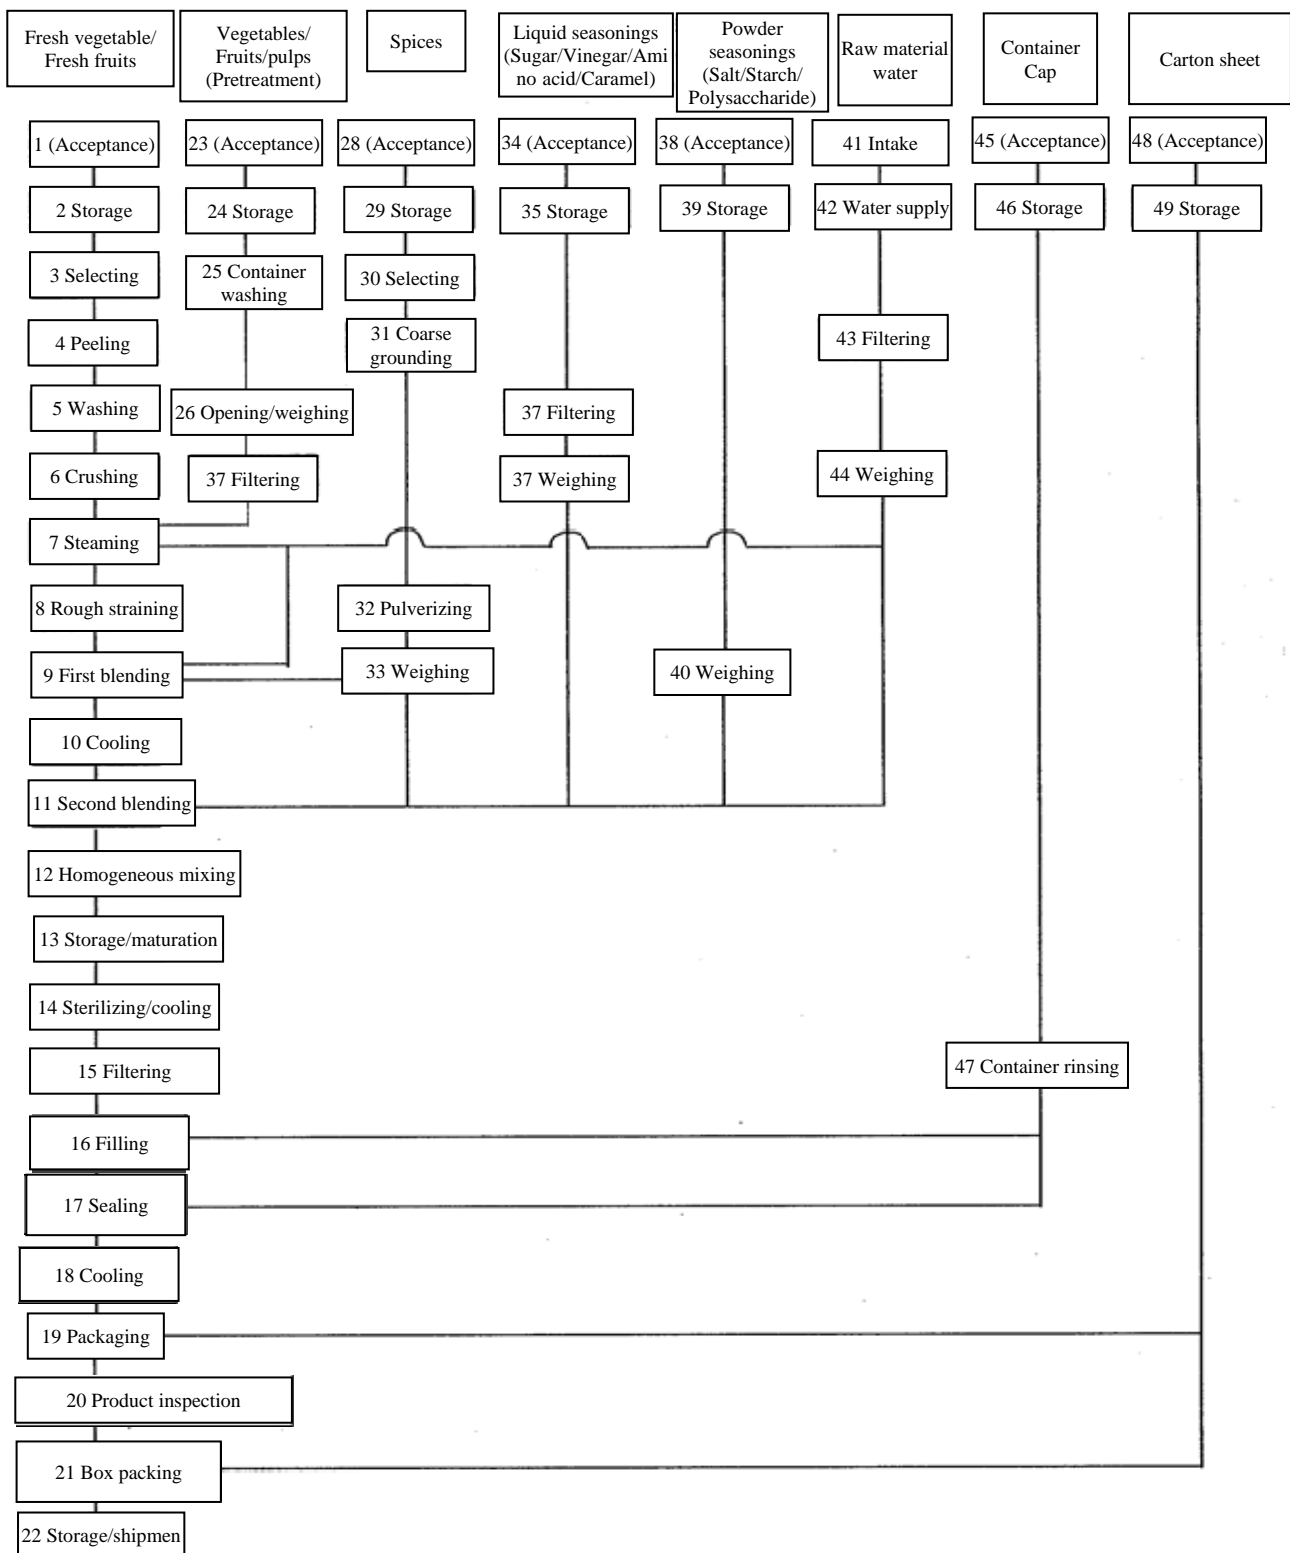 Fresh vegetable/
Fresh fruits
Vegetables/
Fruits/pulps
(Pretreatment)
Spices
Liquid seasonings
(Sugar/Vinegar/Ami
no acid/Caramel)
Powder
seasonings
(Salt/Starch/
Polysaccharide)
Raw material
water
Container
Cap
Carton sheet
1 (Acceptance)
23 (Acceptance)
28 (Acceptance)
34 (Acceptance)
38 (Acceptance)
41 Intake
45 (Acceptance)
48 (Acceptance)
2 Storage
24 Storage
29 Storage
35 Storage
39 Storage
42 Water supply
46 Storage
49 Storage
3 Selecting
25 Container
washing
30 Selecting
4 Peeling
31 Coarse
grounding
43 Filtering
5 Washing
26 Opening/weighing
37 Filtering
6 Crushing
37 Filtering
37 Weighing
44 Weighing
7 Steaming
8 Rough straining
32 Pulverizing
9 First blending
33 Weighing
40 Weighing
10 Cooling
11 Second blending
12 Homogeneous mixing
13 Storage/maturation
14 Sterilizing/cooling
15 Filtering
47 Container rinsing
16 Filling
17 Sealing
18 Cooling
19 Packaging
20 Product inspection
21 Box packing
22 Storage/shipmen